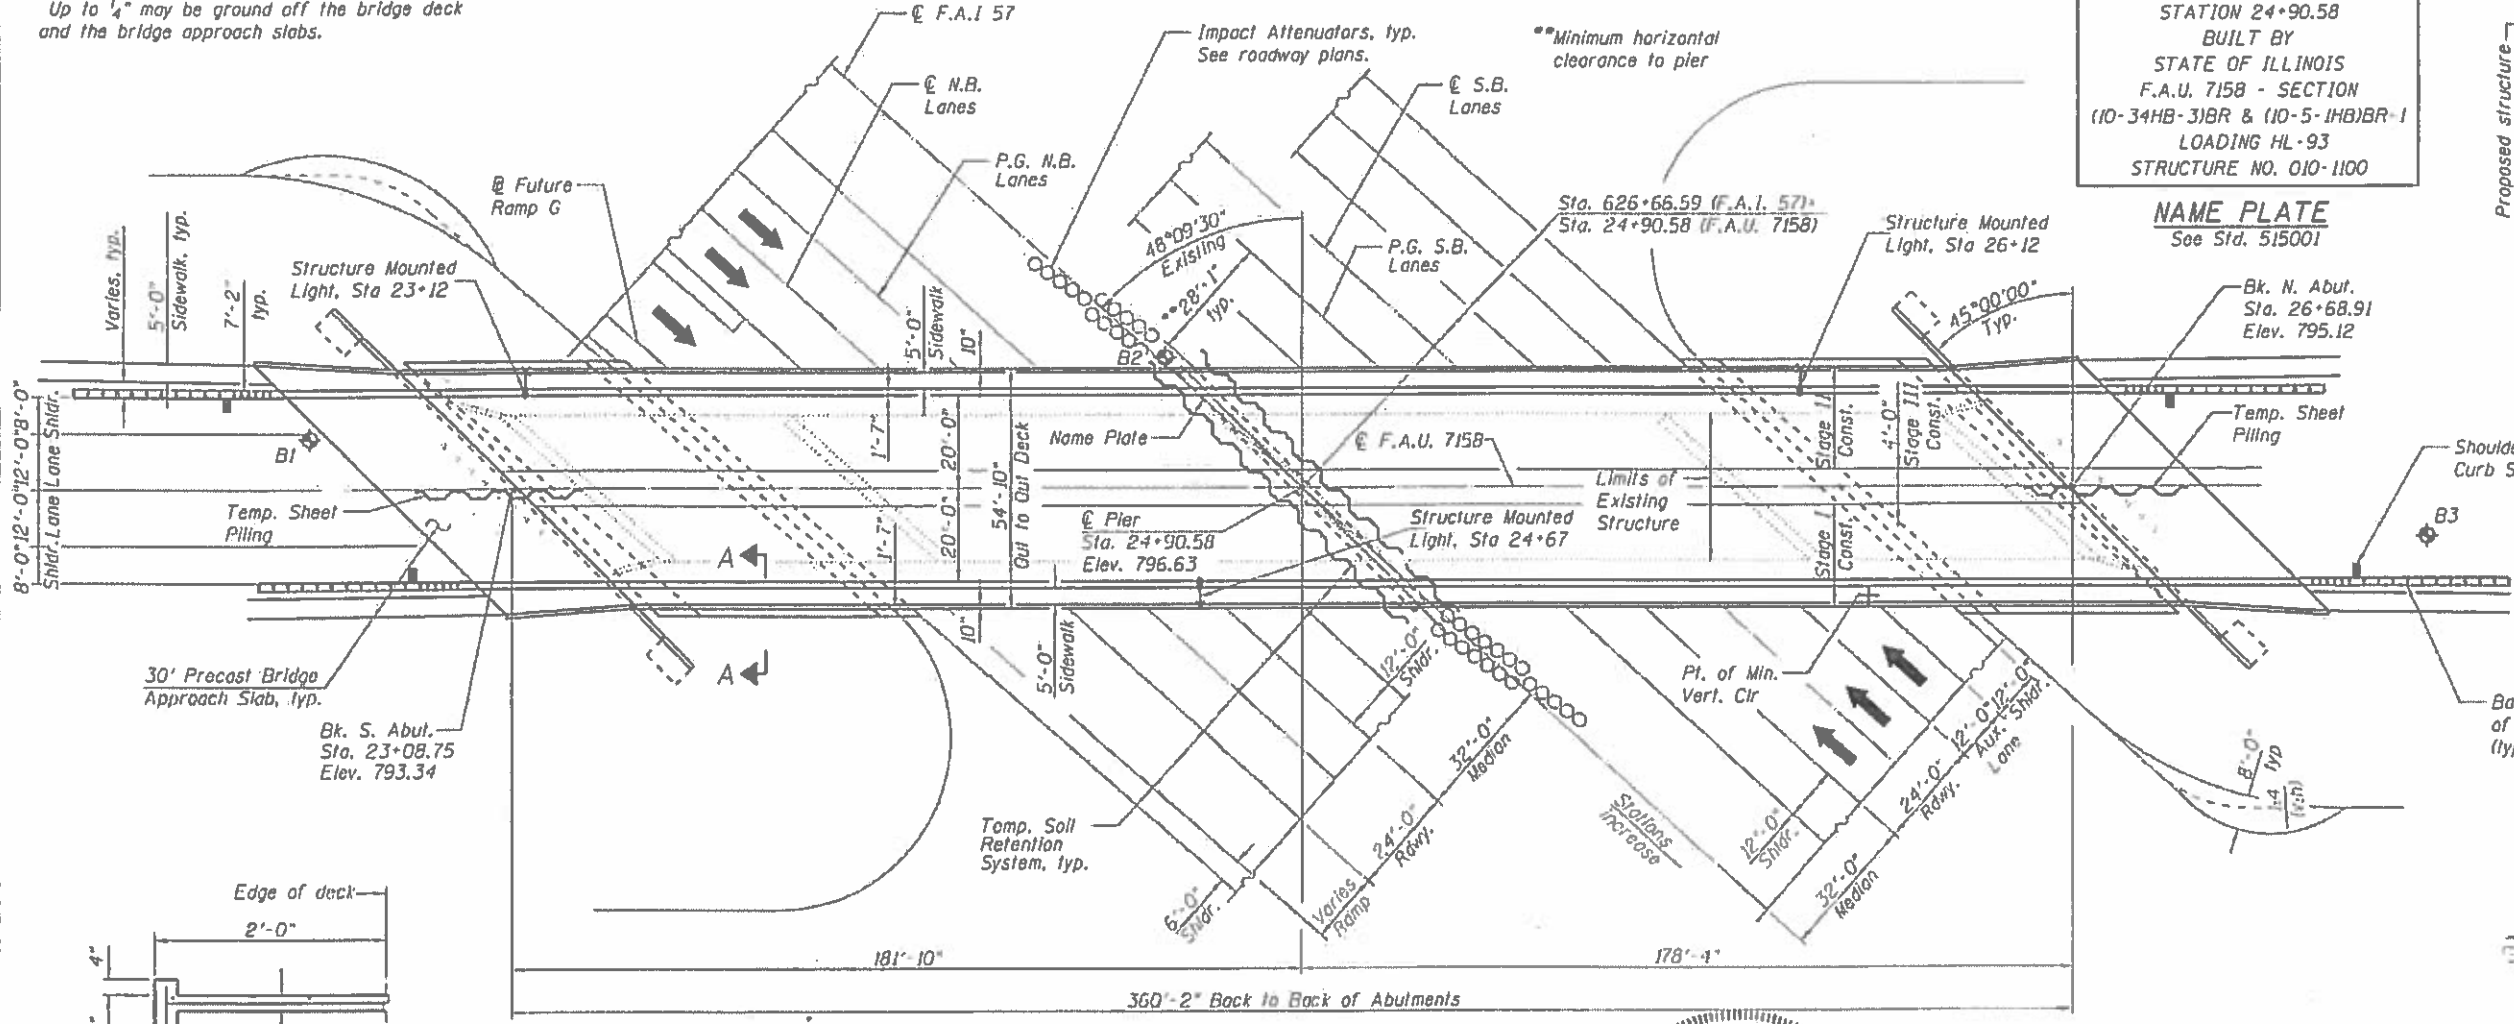 Up to 1/4" may be ground off the bridge deck
and the bridge approach slabs.
℄ F.A.I 57
Impact Attenuators, typ.
See roadway plans.
**Minimum horizontal
clearance to pier
℄ N.B.
Lanes
℄ S.B.
Lanes
STATION 24+90.58
BUILT BY
STATE OF ILLINOIS
F.A.U. 7158 - SECTION
(10-34HB-3)BR & (10-5-1HB)BR-1
LOADING HL-93
STRUCTURE NO. 010-1100
NAME PLATE
See Std. 515001
Proposed structure
P.G. N.B.
Lanes
Future
Ramp G
48°09'30"
Existing
**28'-1"
typ.
P.G. S.B.
Lanes
Sta. 626+66.59 (F.A.I. 57)=
Sta. 24+90.58 (F.A.U. 7158)
Structure Mounted
Light, Sta 26+12
Structure Mounted
Light, Sta 23+12
Varies, typ.
5'-0"
Sidewalk, typ.
7'-2"
typ.
5'-0"
Sidewalk
10"
45°00'00"
Typ.
Bk. N. Abut.
Sta. 26+68.91
Elev. 795.12
B2
8'-0"
Shldr.
12'-0"
Lane
12'-0"
Lane
8'-0"
Shldr.
B1
1'-7"
20'-0"
20'-0"
1'-7"
54'-10"
Out to Out Deck
Name Plate
℄ F.A.U. 7158
Limits of
Existing
Structure
Stage II
Const.
4'-0"
Stage III
Const.
Stage I
Const.
Temp. Sheet
Piling
Curb S
B3
Temp. Sheet
Piling
℄ Pier
Sta. 24+90.58
Elev. 796.63
Structure Mounted
Light, Sta 24+67
A
A
10"
5'-0"
Sidewalk
30' Precast Bridge
Approach Slab, typ.
Bk. S. Abut.
Sta. 23+08.75
Elev. 793.34
12'-0"
Shldr.
Pt. of Min.
Vert. Clr
32'-0"
Median
24'-0"
Rdwy.
Varies
Ramp
6'-0"
Shldr.
Temp. Soil
Retention
System, typ.
Stations
Increase
12'-0"
Shldr.
32'-0"
Median
24'-0"
Rdwy.
12'-0"
Aux.
Lane
12'-0"
Shldr.
8'-0"
typ
of
Edge of deck
2'-0"
4"
181'-10"
178'-4"
360'-2" Back to Back of Abutments